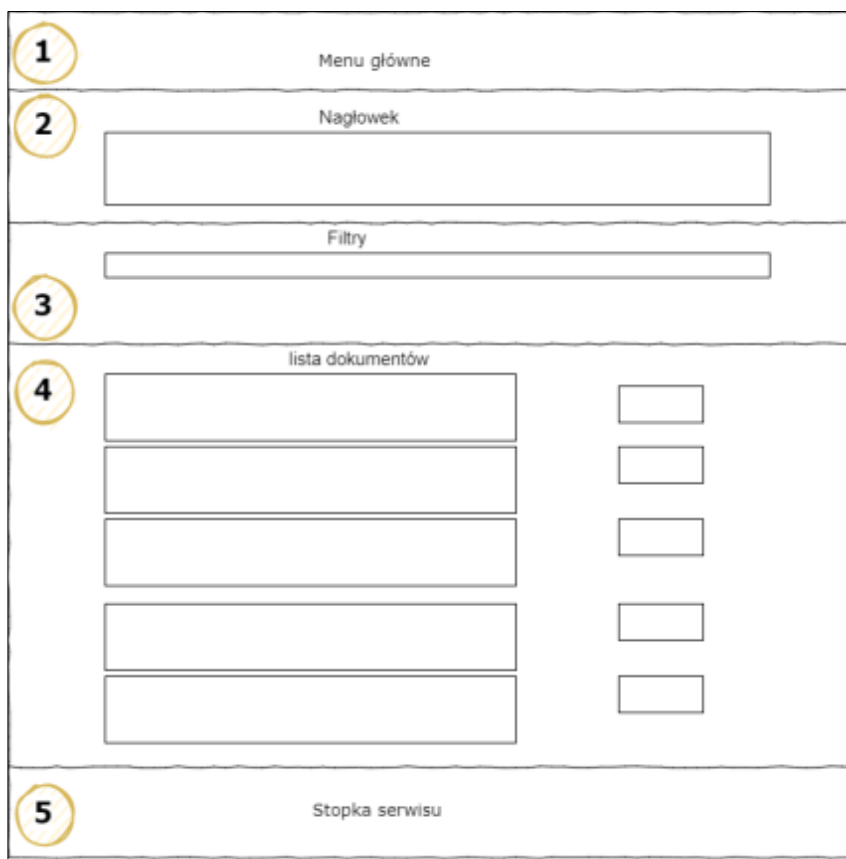 1
Menu główne
2
Nagłowek
Filtry
3
lista dokumentów
4
5
Stopka serwisu